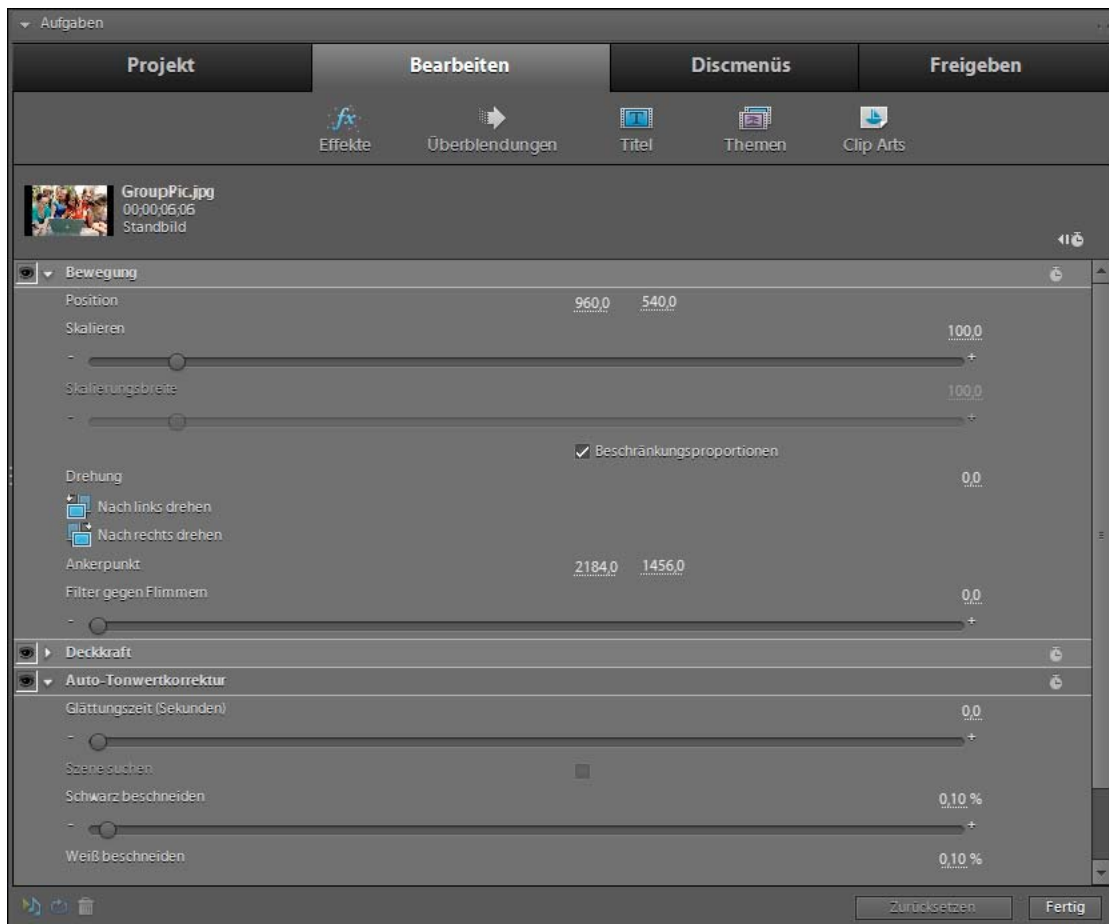 Aufgaben
Projekt Bearbeiten Discmenüs Freigeben
Effekte Überblendungen Titel Themen Clip Arts
GroupPic.jpg
00;00;05;05
Standbild
Bewegung
Position 960,0 540,0
Skalieren 100,0
- +
Skalierungsbreite 100,0
- +
Beschränkungsproportionen
Drehung 0,0
Nach links drehen
Nach rechts drehen
Ankerpunkt 2184,0 1456,0
Filter gegen Flimmern 0,0
- +
Deckkraft
Auto-Tonwertkorrektur
Glättungszeit (Sekunden) 0,0
- +
Szene suchen
Schwarz beschneiden 0,10 %
- +
Weiß beschneiden 0,10 %
Zurücksetzen Fertig